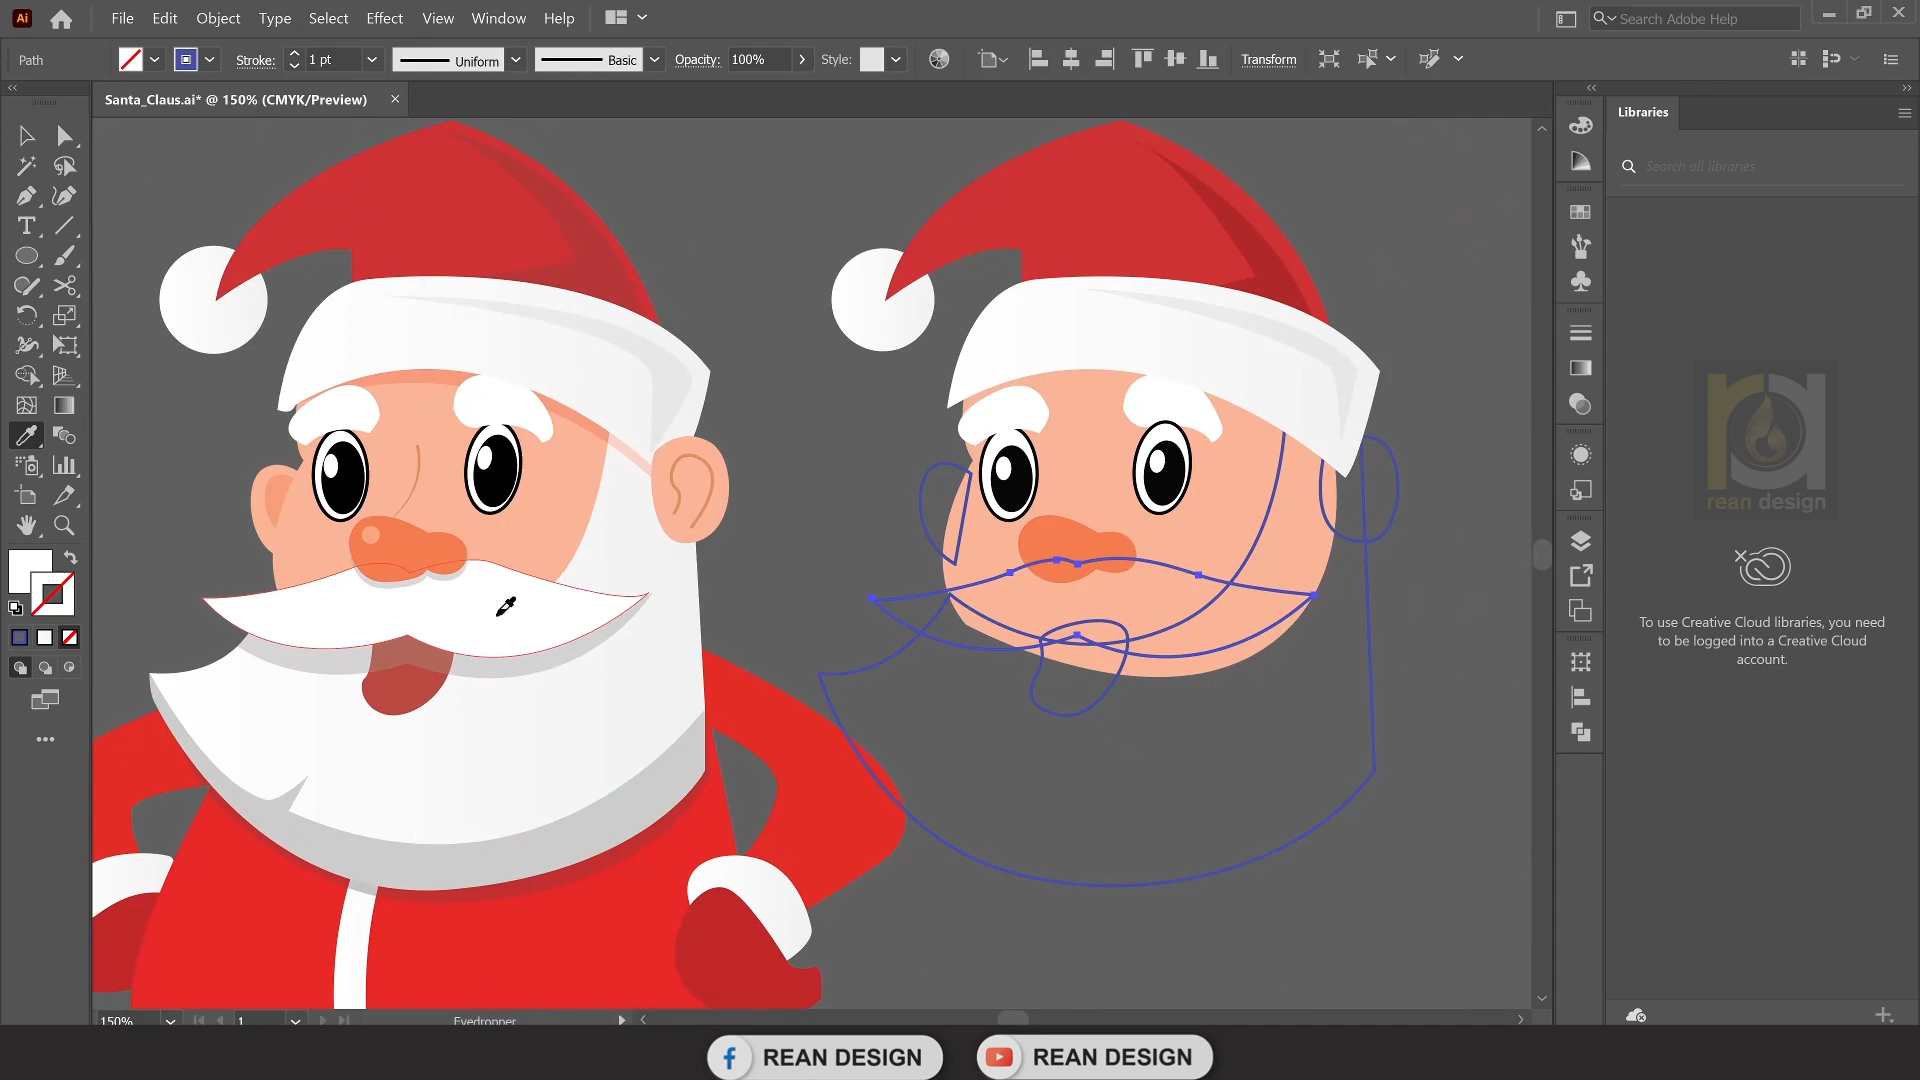 Ai File Edit Object Type Select Effect View Window Help Search Adobe Help
Path Stroke: 1 pt Uniform Basic Opacity: 100% Style: Transform
Santa_Claus.ai* @ 150% (CMYK/Preview)
Libraries
Search all libraries
rean design
To use Creative Cloud libraries, you need
to be logged into a Creative Cloud
account.
150% 1 Eyedropper
REAN DESIGN REAN DESIGN